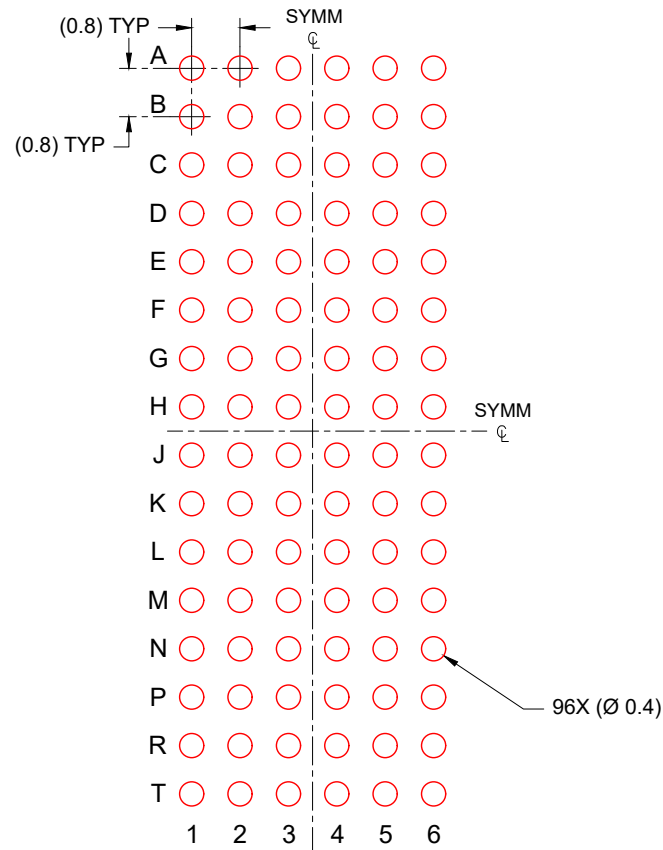 (0.8) TYP
SYMM
℄
A
B
(0.8) TYP
C
D
E
F
G
H
SYMM
℄
J
K
L
M
N
P
96X (Ø 0.4)
R
T
1 2 3 4 5 6